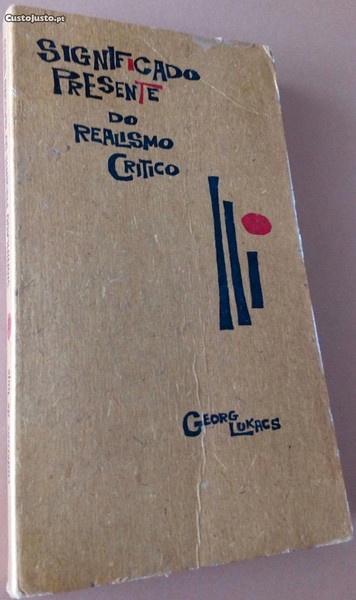 CustoJusto.pt
SIGNIFICADO
PRESENTE
DO
REALISMO
CRITICO
GEORG
LUKACS